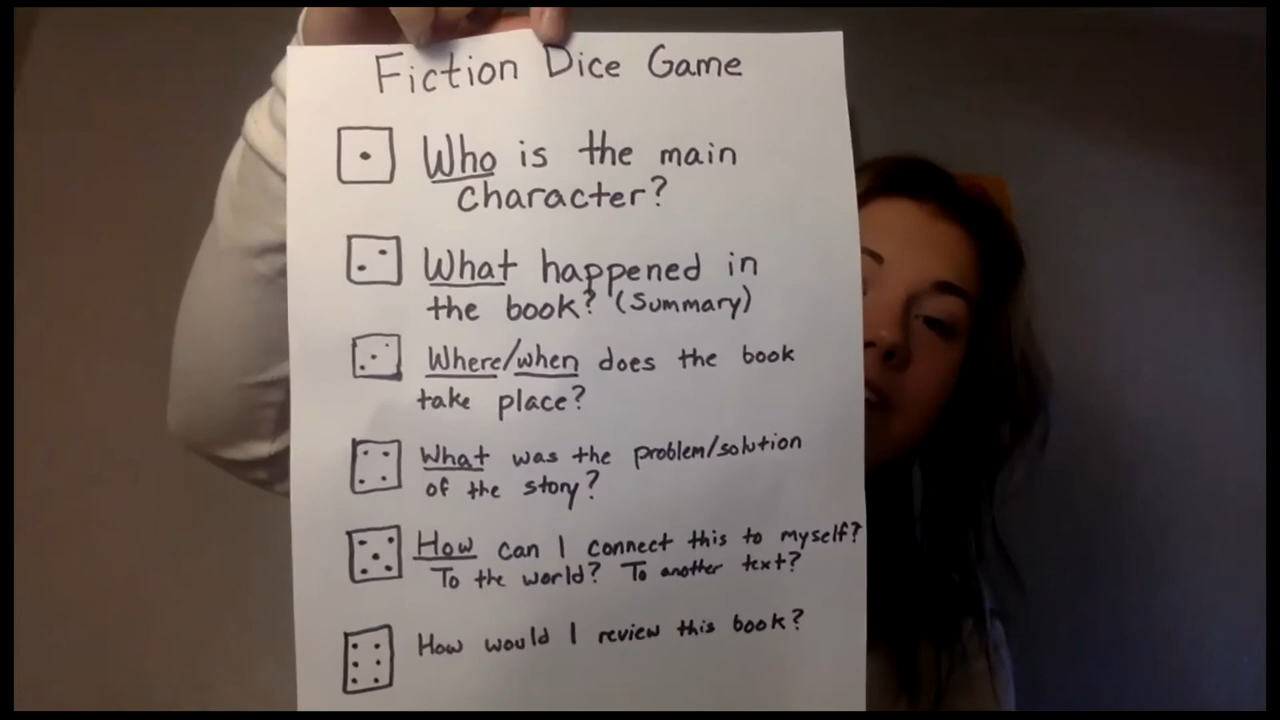 Fiction Dice Game
Who is the main
character?
What happened in
the book? (Summary)
Where/when does the book
take place?
What was the problem/solution
of the story?
How can I connect this to myself?
To the world? To another text?
How would I review this book?